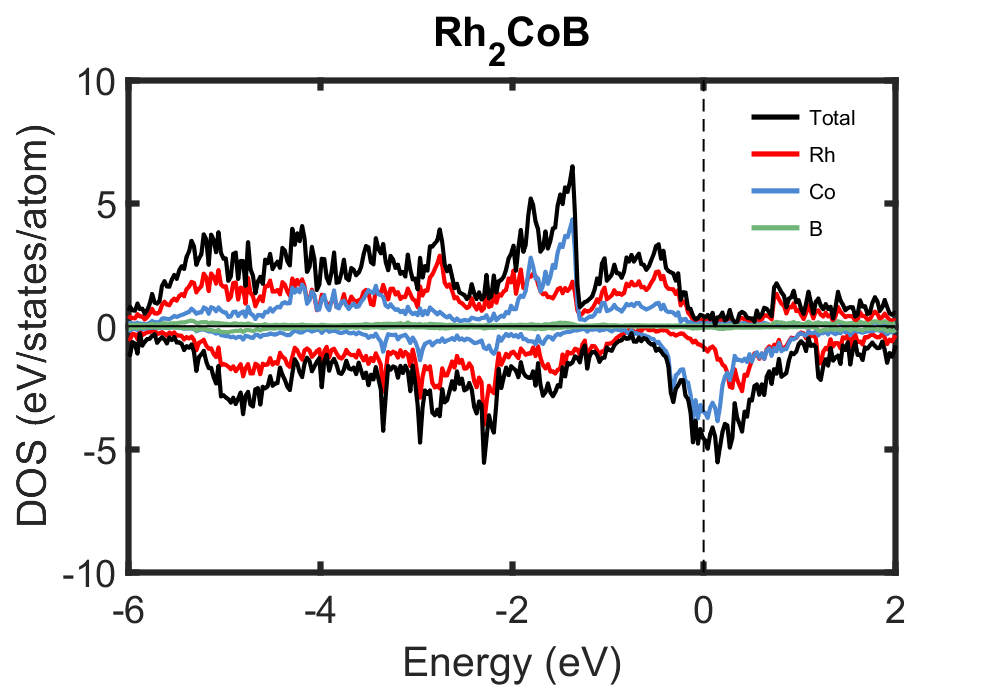 Rh₂CoB
10
5
0
-5
-10
-6
-4
-2
0
2
DOS (eV/states/atom)
Energy (eV)
Total
Rh
Co
B